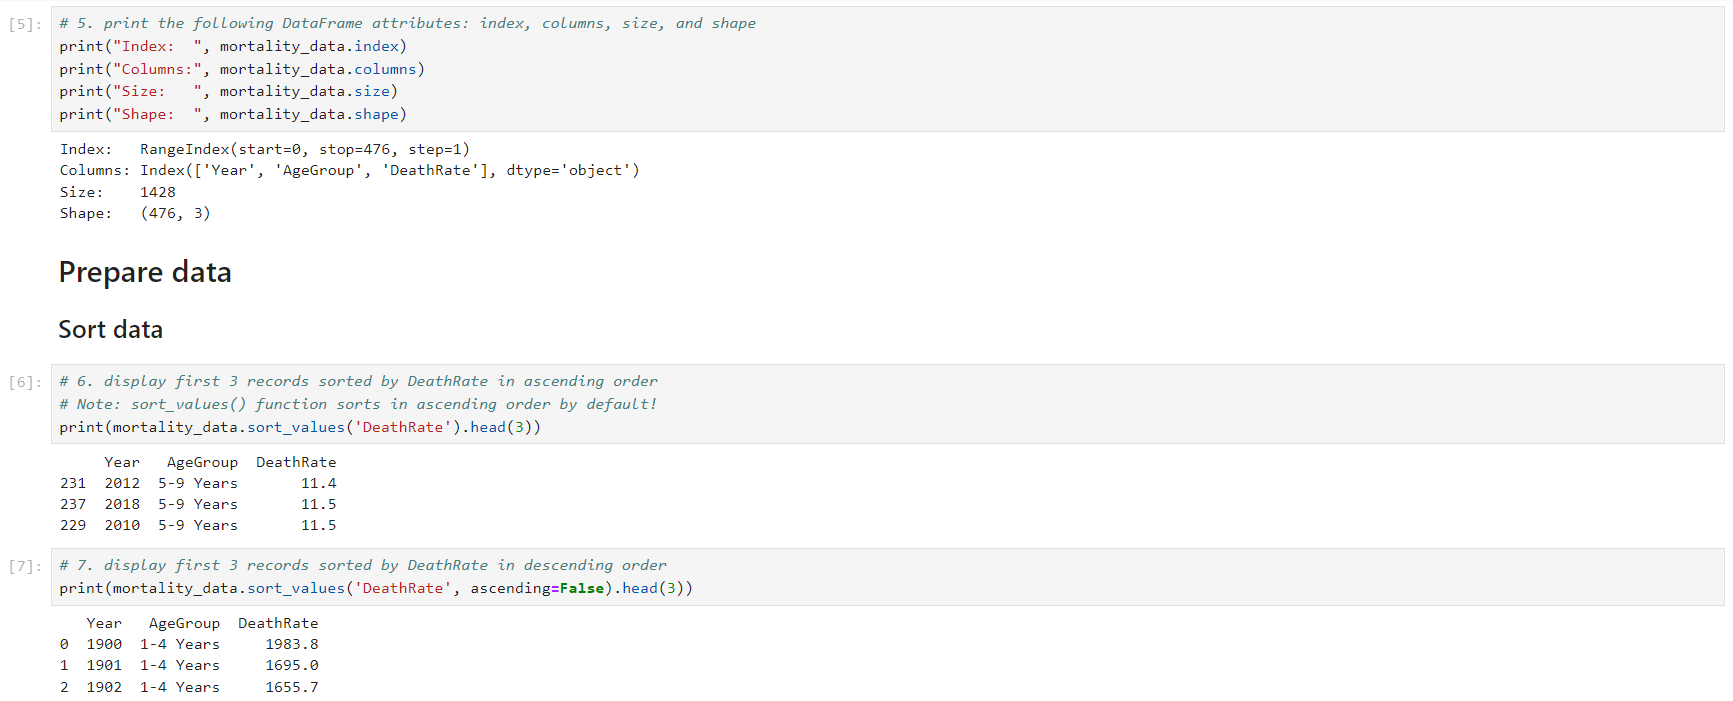 [5]: # 5. print the following DataFrame attributes: index, columns, size, and shape
print("Index:  ", mortality_data.index)
print("Columns:", mortality_data.columns)
print("Size:   ", mortality_data.size)
print("Shape:  ", mortality_data.shape)
Index:   RangeIndex(start=0, stop=476, step=1)
Columns: Index(['Year', 'AgeGroup', 'DeathRate'], dtype='object')
Size:    1428
Shape:   (476, 3)
Prepare data
Sort data
[6]: # 6. display first 3 records sorted by DeathRate in ascending order
# Note: sort_values() function sorts in ascending order by default!
print(mortality_data.sort_values('DeathRate').head(3))
     Year   AgeGroup  DeathRate
231  2012  5-9 Years       11.4
237  2018  5-9 Years       11.5
229  2010  5-9 Years       11.5
[7]: # 7. display first 3 records sorted by DeathRate in descending order
print(mortality_data.sort_values('DeathRate', ascending=False).head(3))
   Year   AgeGroup  DeathRate
0  1900  1-4 Years     1983.8
1  1901  1-4 Years     1695.0
2  1902  1-4 Years     1655.7